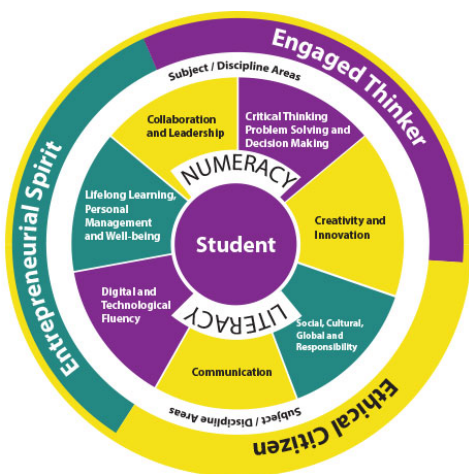 Engaged Thinker
Subject / Discipline Areas
Collaboration
and Leadership
Critical Thinking
Problem Solving and
Decision Making
NUMERACY
Entrepreneurial Spirit
Lifelong Learning,
Personal
Management
and Well-being
Student
Creativity and
Innovation
Digital and
Technological
Fluency
LITERACY
Social, Cultural,
Global and
Responsibility
Communication
Subject / Discipline Areas
Ethical Citizen